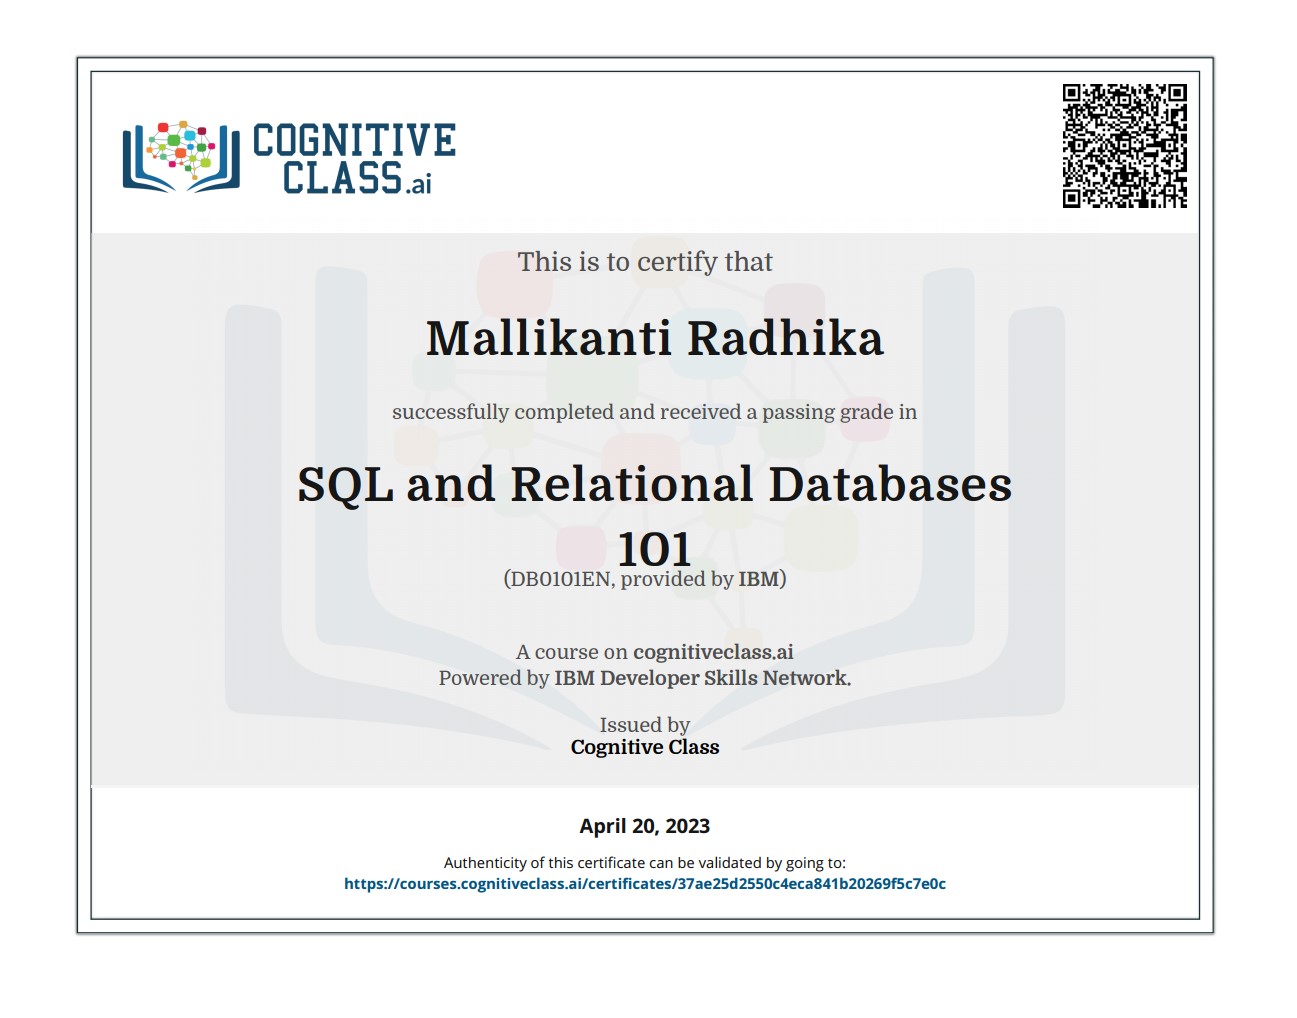 COGNITIVE
CLASS.ai
This is to certify that
Mallikanti Radhika
successfully completed and received a passing grade in
SQL and Relational Databases
101
(DB0101EN, provided by IBM)
A course on cognitiveclass.ai
Powered by IBM Developer Skills Network.
Issued by
Cognitive Class
April 20, 2023
Authenticity of this certificate can be validated by going to:
https://courses.cognitiveclass.ai/certificates/37ae25d2550c4eca841b20269f5c7e0c